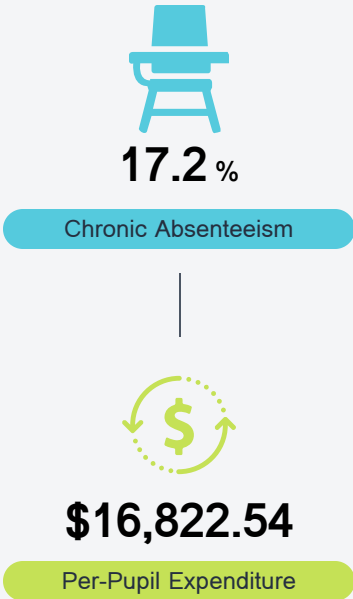 17.2 %
Chronic Absenteeism
$
$16,822.54
Per-Pupil Expenditure